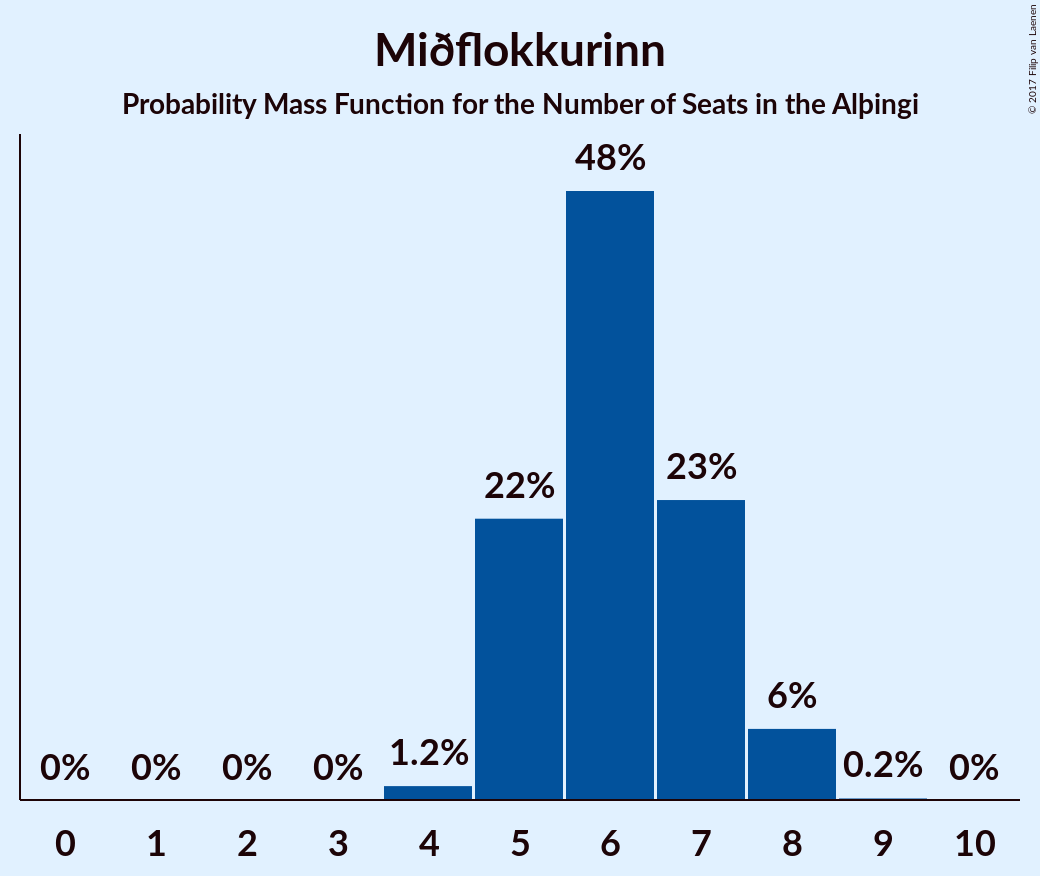 Miðflokkurinn
Probability Mass Function for the Number of Seats in the Alþingi
© 2017 Filip van Laenen
48%
23%
22%
6%
1.2%
0.2%
0% 0% 0% 0% 0%
0 1 2 3 4 5 6 7 8 9 10